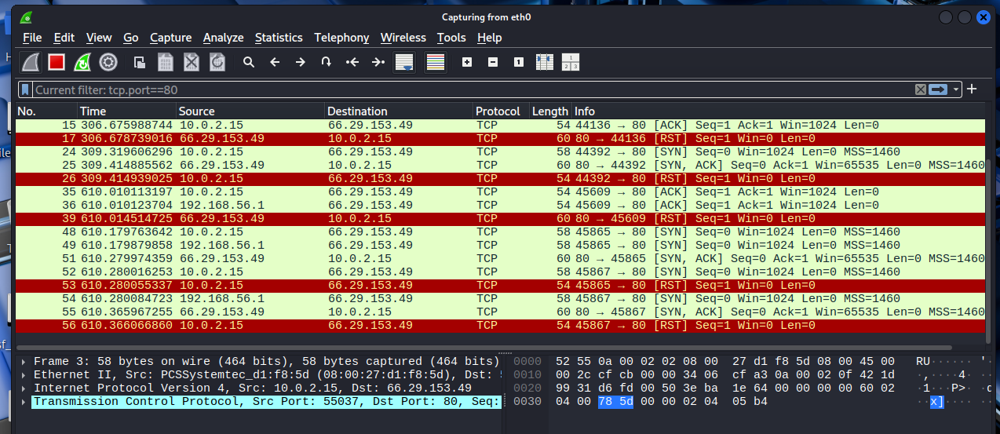 Capturing from eth0
File Edit View Go Capture Analyze Statistics Telephony Wireless Tools Help
Current filter: tcp.port==80
No. Time Source Destination Protocol Length Info
15 306.675988744 10.0.2.15 66.29.153.49 TCP 54 44136 → 80 [ACK] Seq=1 Ack=1 Win=1024 Len=0
17 306.678739016 66.29.153.49 10.0.2.15 TCP 60 80 → 44136 [RST] Seq=1 Win=0 Len=0
24 309.319606296 10.0.2.15 66.29.153.49 TCP 58 44392 → 80 [SYN] Seq=0 Win=1024 Len=0 MSS=1460
25 309.414885562 66.29.153.49 10.0.2.15 TCP 60 80 → 44392 [SYN, ACK] Seq=0 Ack=1 Win=65535 Len=0 MSS=1460
26 309.414939025 10.0.2.15 66.29.153.49 TCP 54 44392 → 80 [RST] Seq=1 Win=0 Len=0
35 610.010113197 10.0.2.15 66.29.153.49 TCP 54 45609 → 80 [ACK] Seq=1 Ack=1 Win=1024 Len=0
36 610.010123704 192.168.56.1 66.29.153.49 TCP 54 45609 → 80 [ACK] Seq=1 Ack=1 Win=1024 Len=0
39 610.014514725 66.29.153.49 10.0.2.15 TCP 60 80 → 45609 [RST] Seq=1 Win=0 Len=0
48 610.179763642 10.0.2.15 66.29.153.49 TCP 58 45865 → 80 [SYN] Seq=0 Win=1024 Len=0 MSS=1460
49 610.179879858 192.168.56.1 66.29.153.49 TCP 58 45865 → 80 [SYN] Seq=0 Win=1024 Len=0 MSS=1460
51 610.279974359 66.29.153.49 10.0.2.15 TCP 60 80 → 45865 [SYN, ACK] Seq=0 Ack=1 Win=65535 Len=0 MSS=1460
52 610.280016253 10.0.2.15 66.29.153.49 TCP 58 45867 → 80 [SYN] Seq=0 Win=1024 Len=0 MSS=1460
53 610.280055337 10.0.2.15 66.29.153.49 TCP 54 45865 → 80 [RST] Seq=1 Win=0 Len=0
54 610.280084723 192.168.56.1 66.29.153.49 TCP 58 45867 → 80 [SYN] Seq=0 Win=1024 Len=0 MSS=1460
55 610.365967255 66.29.153.49 10.0.2.15 TCP 60 80 → 45867 [SYN, ACK] Seq=0 Ack=1 Win=65535 Len=0 MSS=1460
56 610.366066860 10.0.2.15 66.29.153.49 TCP 54 45867 → 80 [RST] Seq=1 Win=0 Len=0
Frame 3: 58 bytes on wire (464 bits), 58 bytes captured (464 bits)
Ethernet II, Src: PCSSystemtec_d1:f8:5d (08:00:27:d1:f8:5d), Dst:
Internet Protocol Version 4, Src: 10.0.2.15, Dst: 66.29.153.49
Transmission Control Protocol, Src Port: 55037, Dst Port: 80, Seq:
0000 52 55 0a 00 02 02 08 00 27 d1 f8 5d 08 00 45 00 RU······ '
0010 00 2c cf cb 00 00 34 06 cf a3 0a 00 02 0f 42 1d ·,····4·
0020 99 31 d6 fd 00 50 3e ba 1e 64 00 00 00 00 60 02 ·1···P>·
0030 04 00 78 5d 00 00 02 04 05 b4 ··x]····